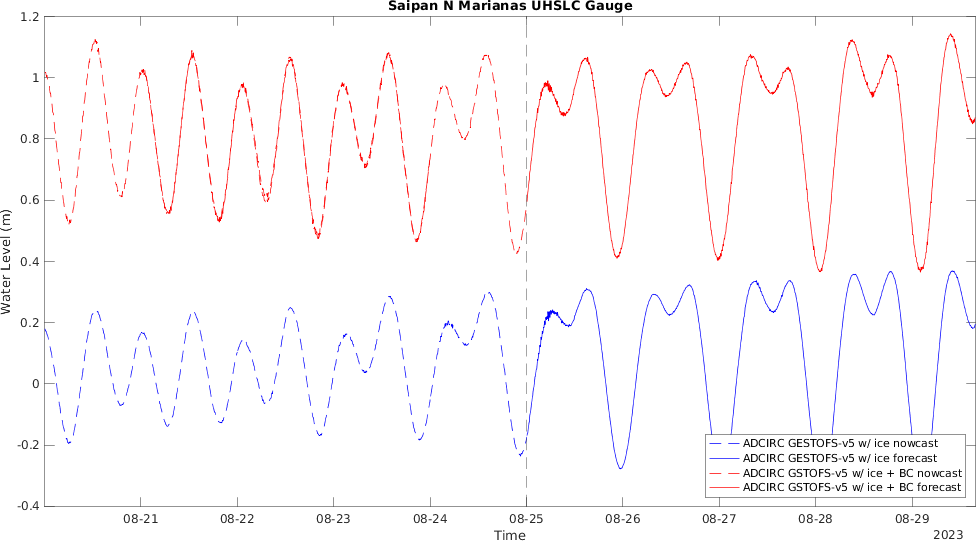 Saipan N Marianas UHSLC Gauge
1.2
1
0.8
0.6
0.4
0.2
0
-0.2
-0.4
Water Level (m)
ADCIRC GESTOFS-v5 w/ ice nowcast
ADCIRC GESTOFS-v5 w/ ice forecast
ADCIRC GSTOFS-v5 w/ ice + BC nowcast
ADCIRC GSTOFS-v5 w/ ice + BC forecast
08-21 08-22 08-23 08-24 08-25 08-26 08-27 08-28 08-29
Time
2023